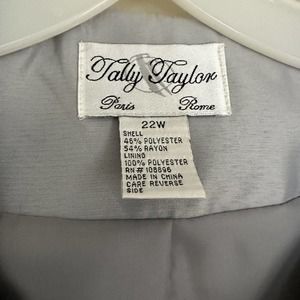 Tally Taylor
Paris Rome
22W
SHELL
46% POLYESTER
54% RAYON
LINING
100% POLYESTER
RN# 108696
MADE IN CHINA
CARE REVERSE
SIDE